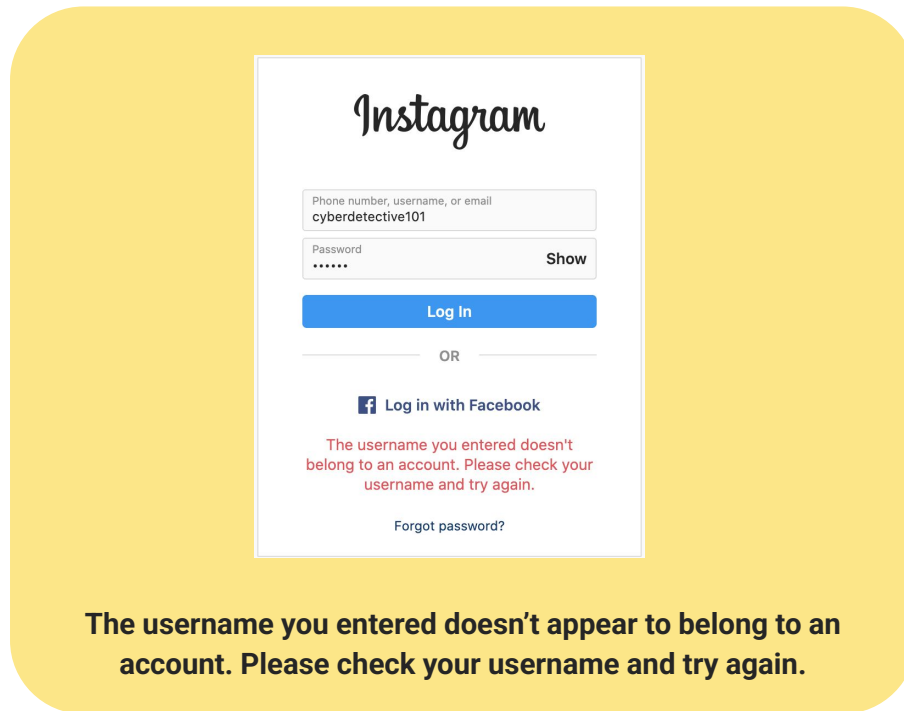 Instagram
Phone number, username, or email
cyberdetective101
Password
••••••
Show
Log In
OR
Log in with Facebook
The username you entered doesn't
belong to an account. Please check your
username and try again.
Forgot password?
The username you entered doesn’t appear to belong to an
account. Please check your username and try again.